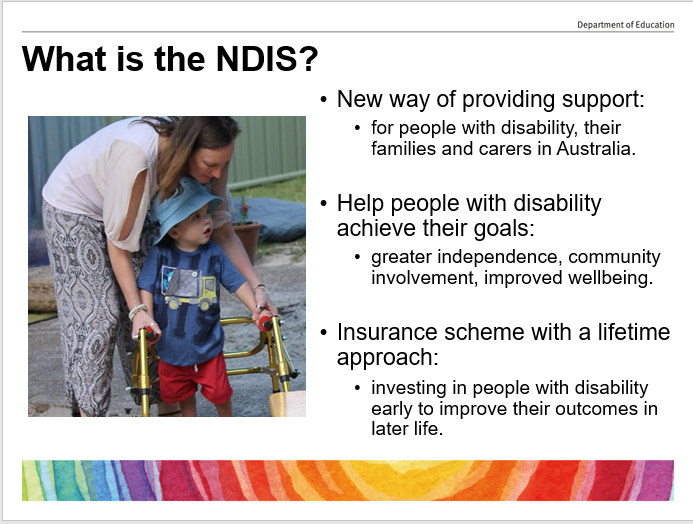 Department of Education
What is the NDIS?
• New way of providing support:
• for people with disability, their
families and carers in Australia.
• Help people with disability
achieve their goals:
• greater independence, community
involvement, improved wellbeing.
• Insurance scheme with a lifetime
approach:
• investing in people with disability
early to improve their outcomes in
later life.